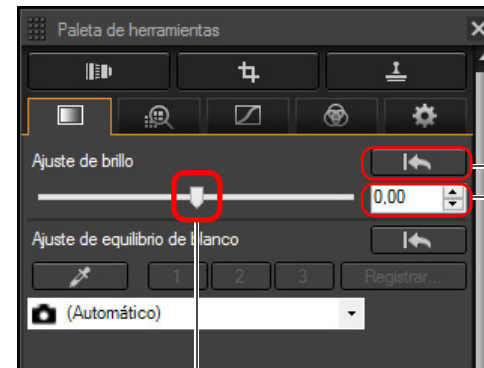 Paleta de herramientas
Ajuste de brillo
0,00
Ajuste de equilibrio de blanco
1 2 3 Registrar...
(Automático)